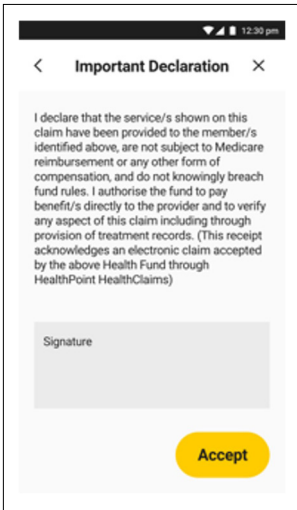 12:30 pm
Important Declaration
I declare that the service/s shown on this
claim have been provided to the member/s
identified above, are not subject to Medicare
reimbursement or any other form of
compensation, and do not knowingly breach
fund rules. I authorise the fund to pay
benefit/s directly to the provider and to verify
any aspect of this claim including through
provision of treatment records. (This receipt
acknowledges an electronic claim accepted
by the above Health Fund through
HealthPoint HealthClaims)
Signature
Accept